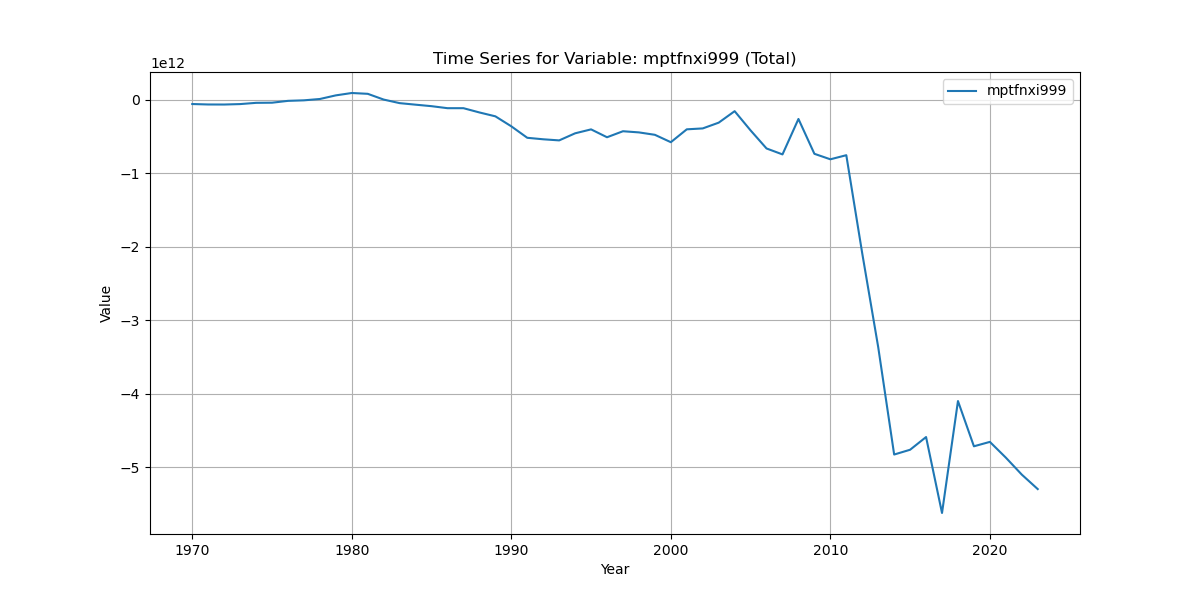 Time Series for Variable: mptfnxi999 (Total)
1e12
mptfnxi999
0
−1
−2
−3
−4
−5
Value
1970 1980 1990 2000 2010 2020
Year